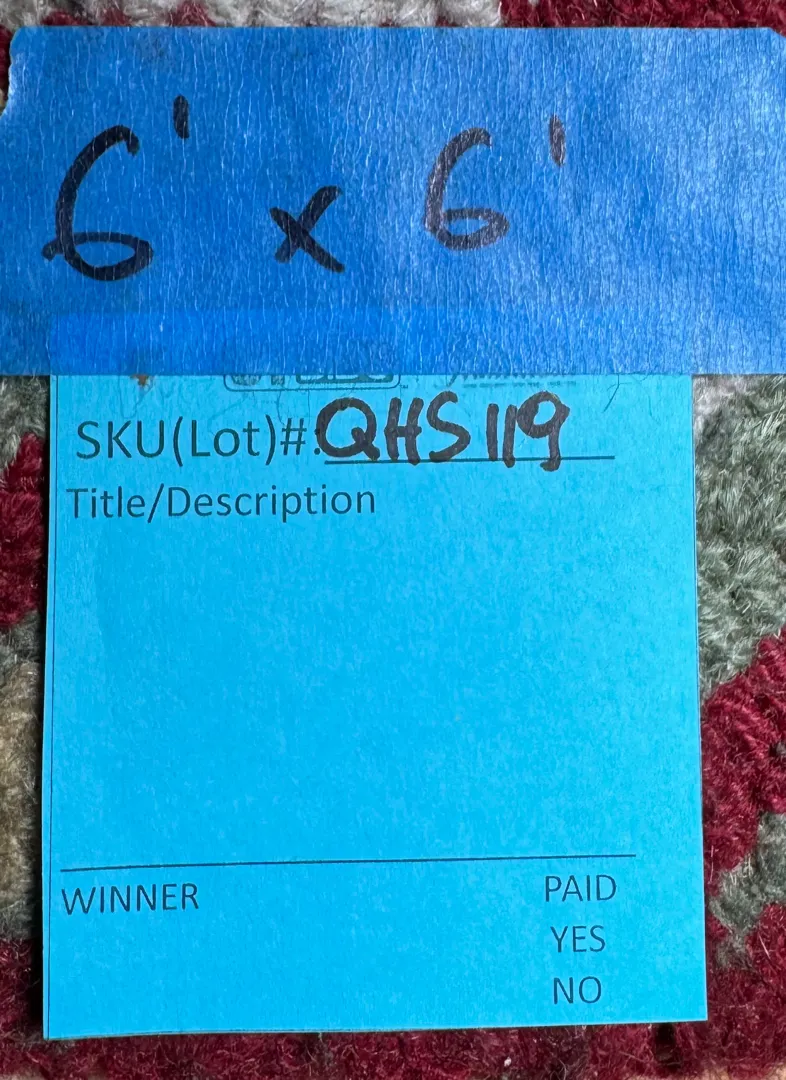 6' x 6'
SKU(Lot)#:QHS119
Title/Description
WINNER PAID
YES
NO